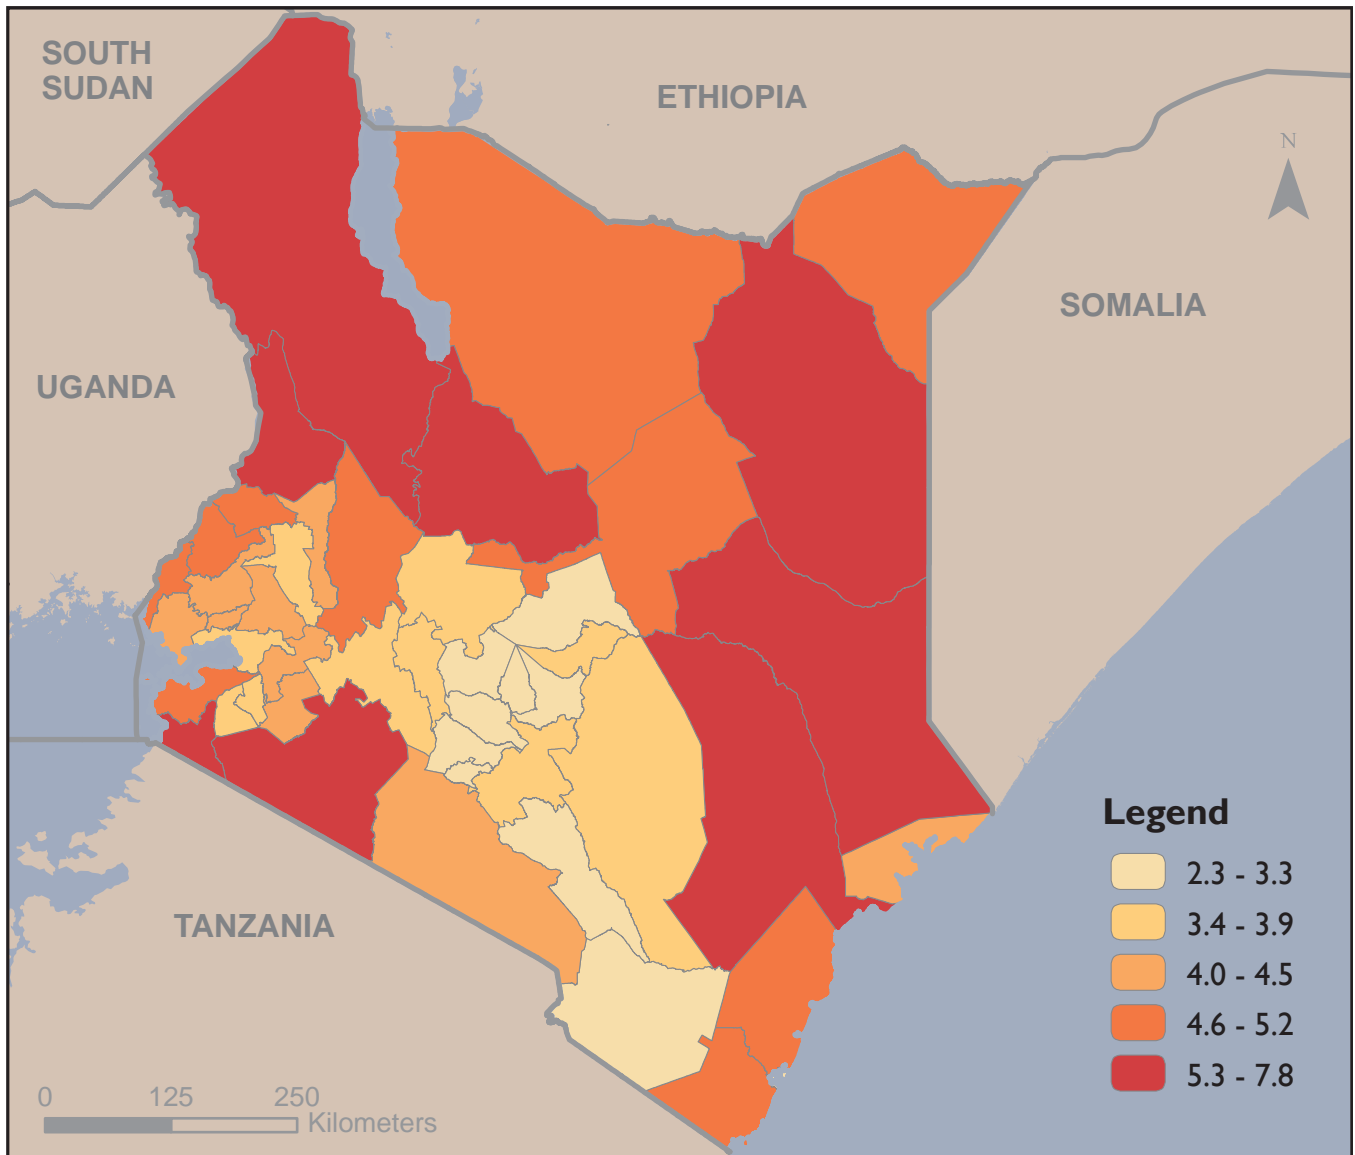 SOUTH
SUDAN
ETHIOPIA
N
SOMALIA
UGANDA
TANZANIA
Legend
2.3 - 3.3
3.4 - 3.9
4.0 - 4.5
4.6 - 5.2
5.3 - 7.8
0 125 250
Kilometers